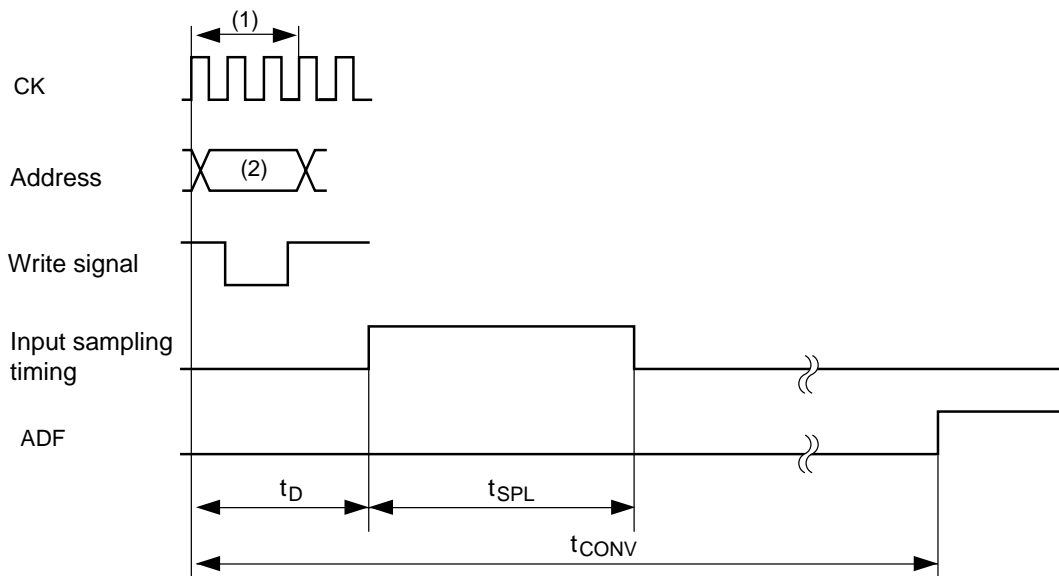 (1)
CK
Address
(2)
Write signal
Input sampling
timing
ADF
tD
tSPL
tCONV